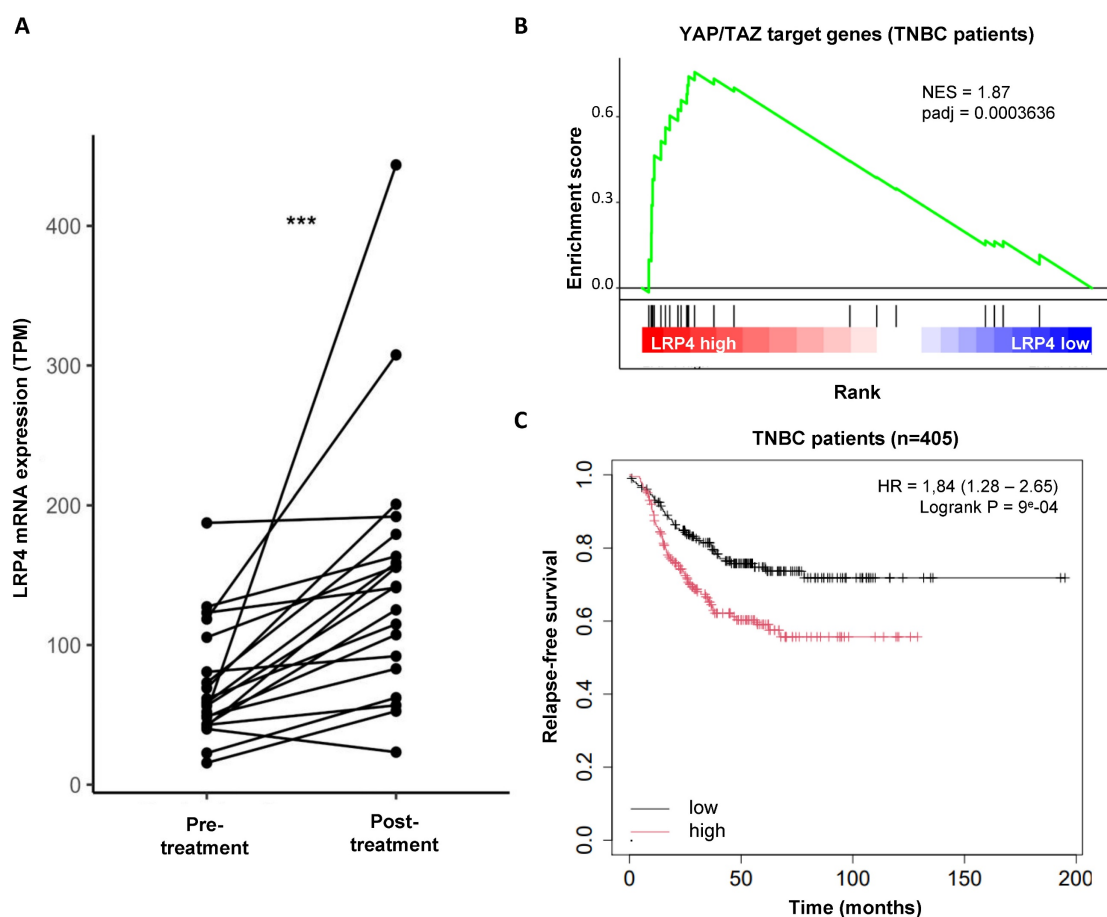 A
LRP4 mRNA expression (TPM)
400
300
200
100
0
***
Pre-
treatment
Post-
treatment
B
YAP/TAZ target genes (TNBC patients)
Enrichment score
0.6
0.3
0.0
NES = 1.87
padj = 0.0003636
LRP4 high
LRP4 low
Rank
C
TNBC patients (n=405)
Relapse-free survival
1.0
0.8
0.6
0.4
0.2
0.0
HR = 1,84 (1.28 – 2.65)
Logrank P = 9e-04
low
high
0 50 100 150 200
Time (months)